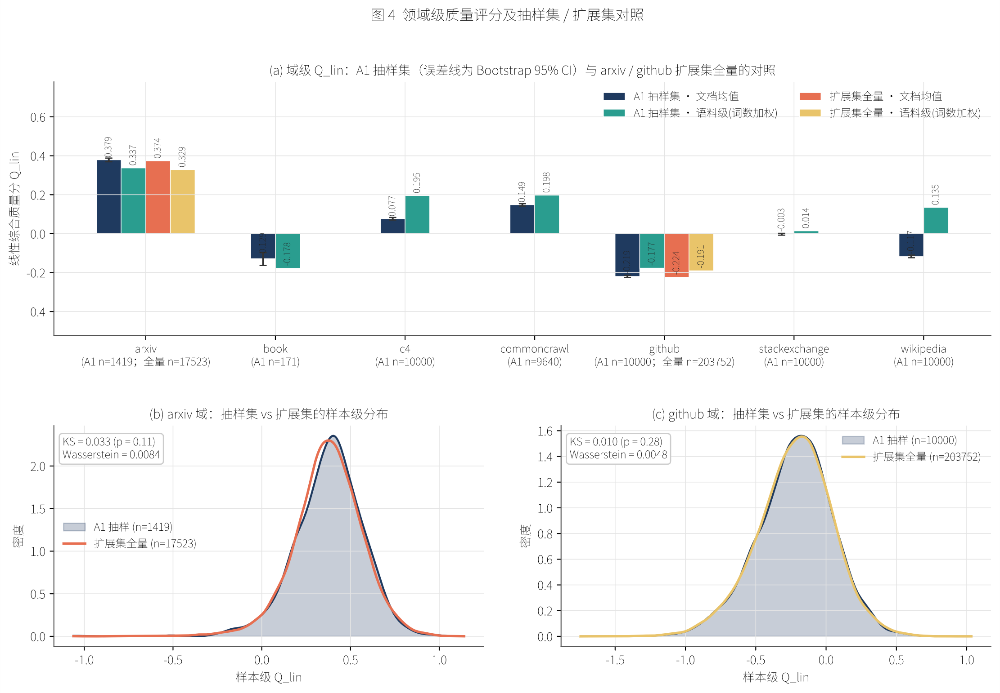 图 4  领域级质量评分及抽样集 / 扩展集对照
(a) 域级 Q_lin：A1 抽样集（误差线为 Bootstrap 95% CI）与 arxiv / github 扩展集全量的对照
A1 抽样集 · 文档均值
A1 抽样集 · 语料级(词数加权)
扩展集全量 · 文档均值
扩展集全量 · 语料级(词数加权)
线性综合质量分 Q_lin
0.6
0.4
0.2
0.0
-0.2
-0.4
0.379
0.337
0.374
0.329
-0.129
-0.178
0.077
0.195
0.149
0.198
-0.219
-0.177
-0.224
-0.191
-0.003
0.014
-0.117
0.135
arxiv
(A1 n=1419；全量 n=17523)
book
(A1 n=171)
c4
(A1 n=10000)
commoncrawl
(A1 n=9640)
github
(A1 n=10000；全量 n=203752)
stackexchange
(A1 n=10000)
wikipedia
(A1 n=10000)
(b) arxiv 域：抽样集 vs 扩展集的样本级分布
KS = 0.033 (p = 0.11)
Wasserstein = 0.0084
A1 抽样 (n=1419)
扩展集全量 (n=17523)
密度
2.0
1.5
1.0
0.5
0.0
-1.0
-0.5
0.0
0.5
1.0
样本级 Q_lin
(c) github 域：抽样集 vs 扩展集的样本级分布
KS = 0.010 (p = 0.28)
Wasserstein = 0.0048
A1 抽样 (n=10000)
扩展集全量 (n=203752)
密度
1.6
1.4
1.2
1.0
0.8
0.6
0.4
0.2
0.0
-1.5
-1.0
-0.5
0.0
0.5
1.0
样本级 Q_lin